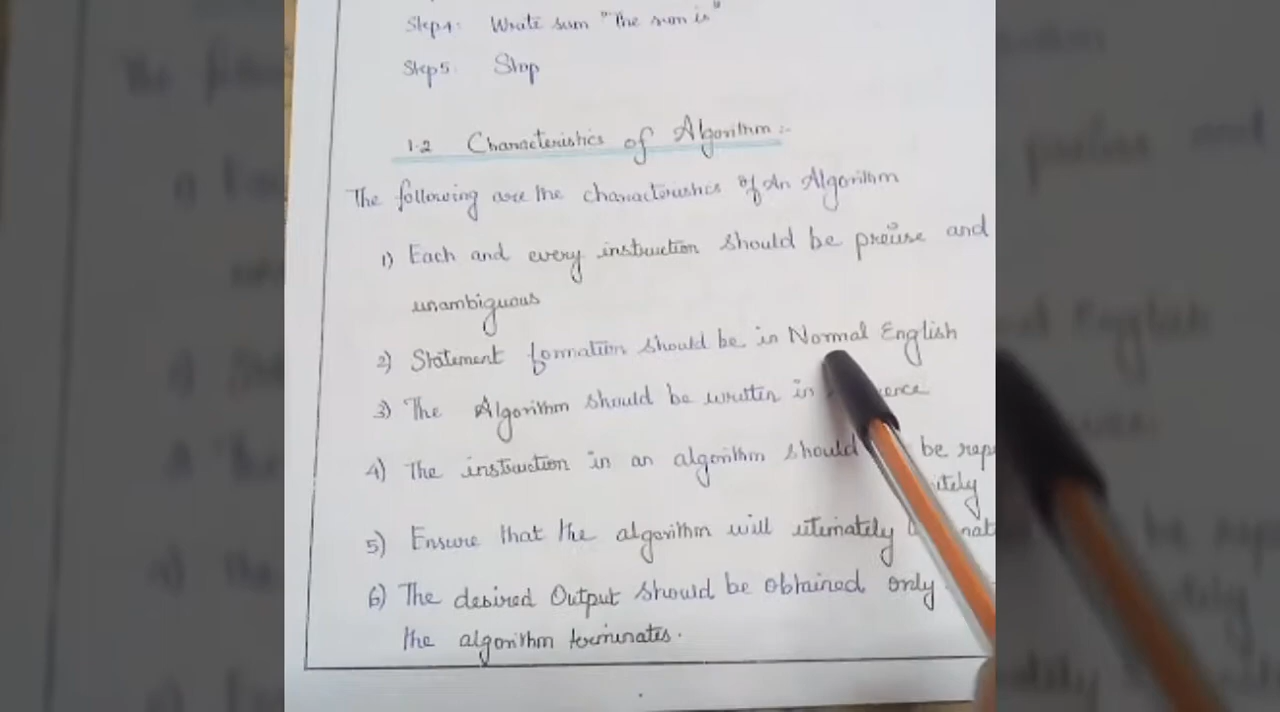 Step4: Write sum "The sum is"
Step5: Stop
1.2 Characteristics of Algorithm:-
The following are the characteristics of An Algorithm
1) Each and every instruction should be precise and
unambiguous
2) Statement formation should be in Normal English
3) The Algorithm should be written in
4) The instruction in an algorithm should be
5) Ensure that the algorithm will utimately
6) The desired Output should be obtained only
the algorithm terminates.